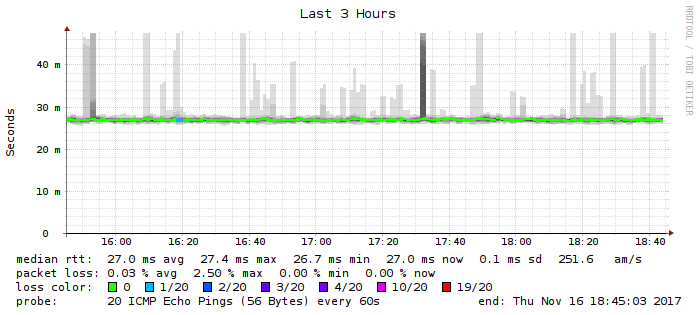 Last 3 Hours
RRDTOOL / TOBI OETIKER
Seconds
40 m
30 m
20 m
10 m
0
16:00 16:20 16:40 17:00 17:20 17:40 18:00 18:20 18:40
median rtt: 27.0 ms avg 27.4 ms max 26.7 ms min 27.0 ms now 0.1 ms sd 251.6 am/s
packet loss: 0.03 % avg 2.50 % max 0.00 % min 0.00 % now
loss color: 0 1/20 2/20 3/20 4/20 10/20 19/20
probe: 20 ICMP Echo Pings (56 Bytes) every 60s end: Thu Nov 16 18:45:03 2017